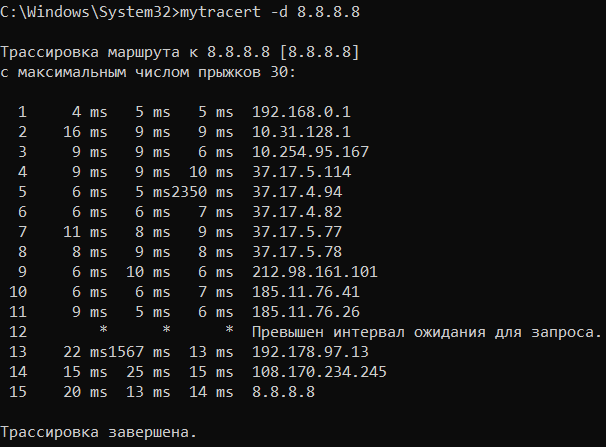 C:\Windows\System32>mytracert -d 8.8.8.8
Трассировка маршрута к 8.8.8.8 [8.8.8.8]
с максимальным числом прыжков 30:
1 4 ms 5 ms 5 ms 192.168.0.1
2 16 ms 9 ms 9 ms 10.31.128.1
3 9 ms 9 ms 6 ms 10.254.95.167
4 9 ms 9 ms 10 ms 37.17.5.114
5 6 ms 5 ms2350 ms 37.17.4.94
6 6 ms 6 ms 7 ms 37.17.4.82
7 11 ms 8 ms 9 ms 37.17.5.77
8 8 ms 9 ms 8 ms 37.17.5.78
9 6 ms 10 ms 6 ms 212.98.161.101
10 6 ms 6 ms 7 ms 185.11.76.41
11 9 ms 5 ms 6 ms 185.11.76.26
12 * * * Превышен интервал ожидания для запроса.
13 22 ms1567 ms 13 ms 192.178.97.13
14 15 ms 25 ms 15 ms 108.170.234.245
15 20 ms 13 ms 14 ms 8.8.8.8
Трассировка завершена.